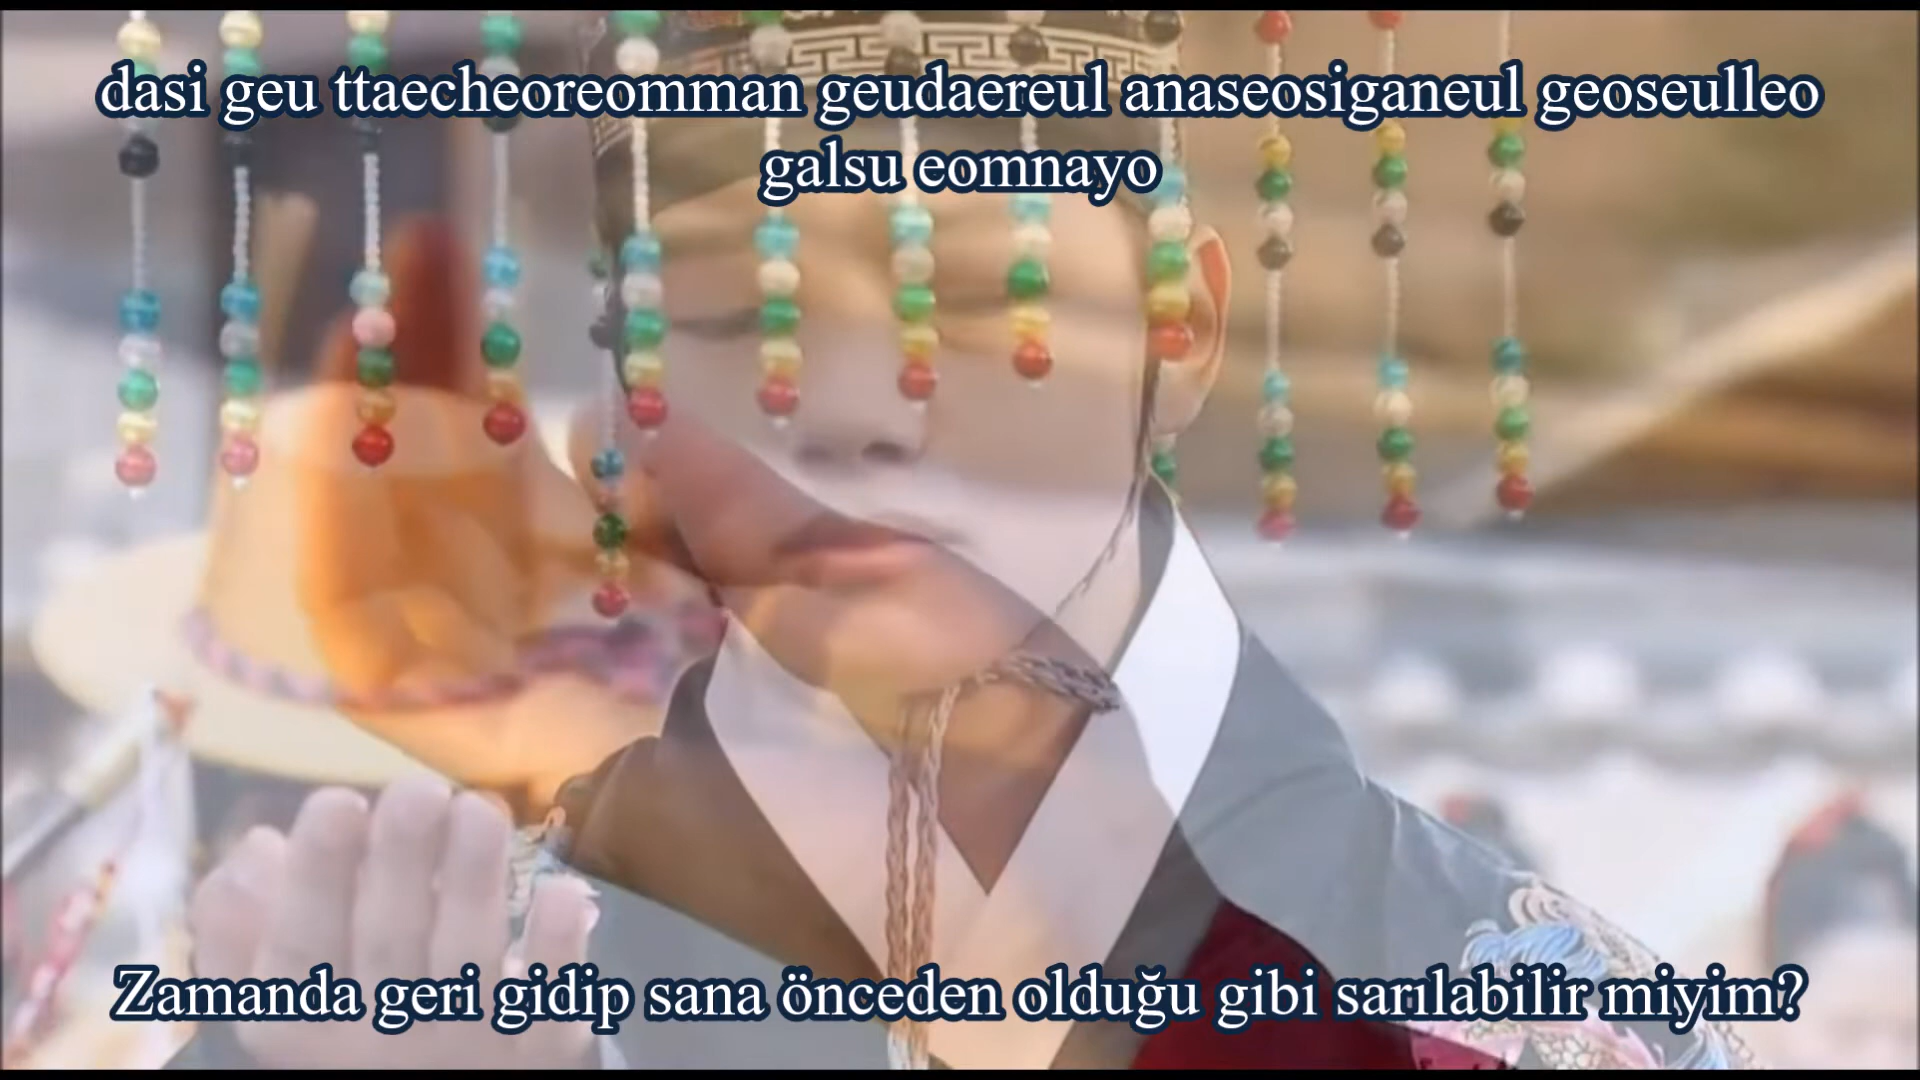 dasi geu ttaecheoreomman geudaereul anaseosiganeul geoseulleo
galsu eomnayo
Zamanda geri gidip sana önceden olduğu gibi sarılabilir miyim?